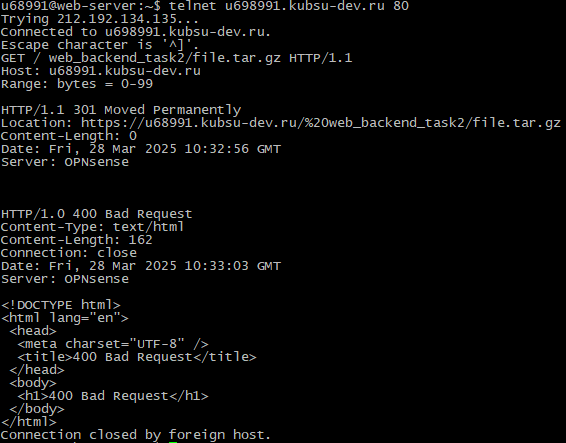 u68991@web-server:~$ telnet u698991.kubsu-dev.ru 80
Trying 212.192.134.135...
Connected to u698991.kubsu-dev.ru.
Escape character is '^]'.
GET / web_backend_task2/file.tar.gz HTTP/1.1
Host: u68991.kubsu-dev.ru
Range: bytes = 0-99

HTTP/1.1 301 Moved Permanently
Location: https://u68991.kubsu-dev.ru/%20web_backend_task2/file.tar.gz
Content-Length: 0
Date: Fri, 28 Mar 2025 10:32:56 GMT
Server: OPNsense

HTTP/1.0 400 Bad Request
Content-Type: text/html
Content-Length: 162
Connection: close
Date: Fri, 28 Mar 2025 10:33:03 GMT
Server: OPNsense

<!DOCTYPE html>
<html lang="en">
 <head>
  <meta charset="UTF-8" />
  <title>400 Bad Request</title>
 </head>
 <body>
  <h1>400 Bad Request</h1>
 </body>
</html>
Connection closed by foreign host.